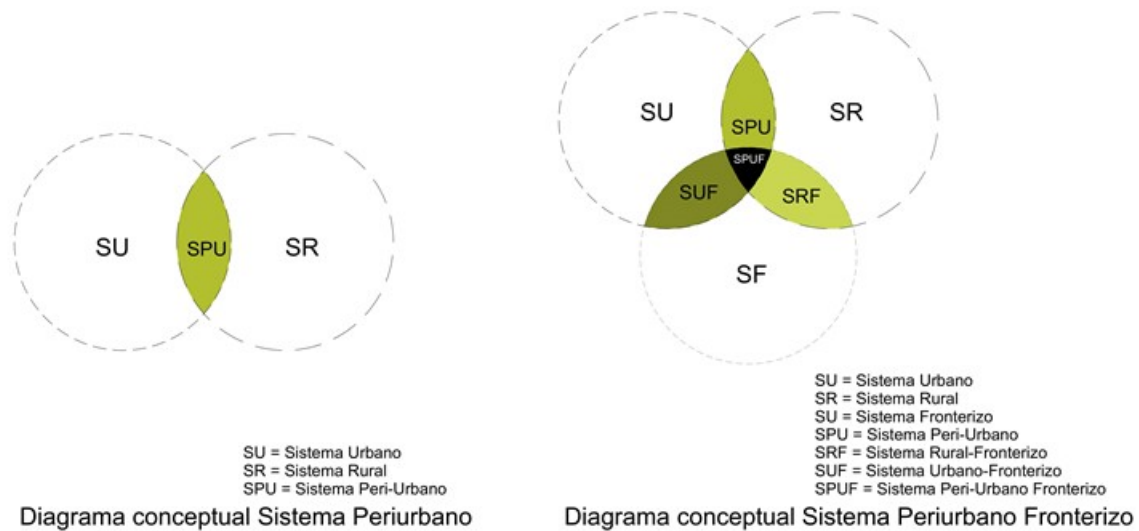 SU
SPU
SR
SU = Sistema Urbano
SR = Sistema Rural
SPU = Sistema Peri-Urbano
Diagrama conceptual Sistema Periurbano
SU
SR
SPU
SPUF
SUF
SRF
SF
SU = Sistema Urbano
SR = Sistema Rural
SU = Sistema Fronterizo
SPU = Sistema Peri-Urbano
SRF = Sistema Rural-Fronterizo
SUF = Sistema Urbano-Fronterizo
SPUF = Sistema Peri-Urbano Fronterizo
Diagrama conceptual Sistema Periurbano Fronterizo